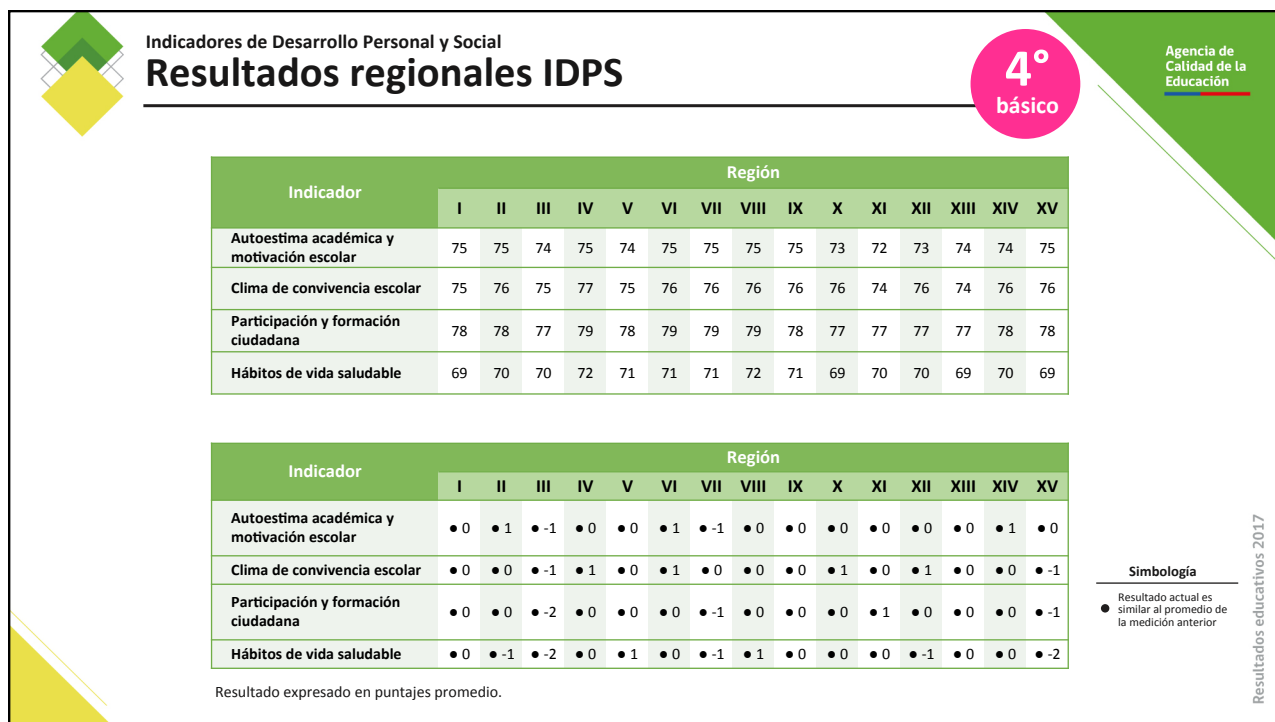 Indicadores de Desarrollo Personal y Social
Resultados regionales IDPS
4°
básico
Agencia de
Calidad de la
Educación
Indicador
Región
I II III IV V VI VII VIII IX X XI XII XIII XIV XV
Autoestima académica y
motivación escolar
75 75 74 75 74 75 75 75 75 73 72 73 74 74 75
Clima de convivencia escolar 75 76 75 77 75 76 76 76 76 76 74 76 74 76 76
Participación y formación
ciudadana
78 78 77 79 78 79 79 79 78 77 77 77 77 78 78
Hábitos de vida saludable 69 70 70 72 71 71 71 72 71 69 70 70 69 70 69
Indicador
Región
I II III IV V VI VII VIII IX X XI XII XIII XIV XV
Autoestima académica y
motivación escolar
● 0 ● 1 ● -1 ● 0 ● 0 ● 1 ● -1 ● 0 ● 0 ● 0 ● 0 ● 0 ● 0 ● 1 ● 0
Clima de convivencia escolar ● 0 ● 0 ● -1 ● 1 ● 0 ● 1 ● 0 ● 0 ● 0 ● 1 ● 0 ● 1 ● 0 ● 0 ● -1
Participación y formación
ciudadana
● 0 ● 0 ● -2 ● 0 ● 0 ● 0 ● -1 ● 0 ● 0 ● 0 ● 1 ● 0 ● 0 ● 0 ● -1
Hábitos de vida saludable ● 0 ● -1 ● -2 ● 0 ● 1 ● 0 ● -1 ● 1 ● 0 ● 0 ● 0 ● -1 ● 0 ● 0 ● -2
Simbología
Resultado actual es
● similar al promedio de
la medición anterior
Resultado expresado en puntajes promedio.
Resultados educativos 2017